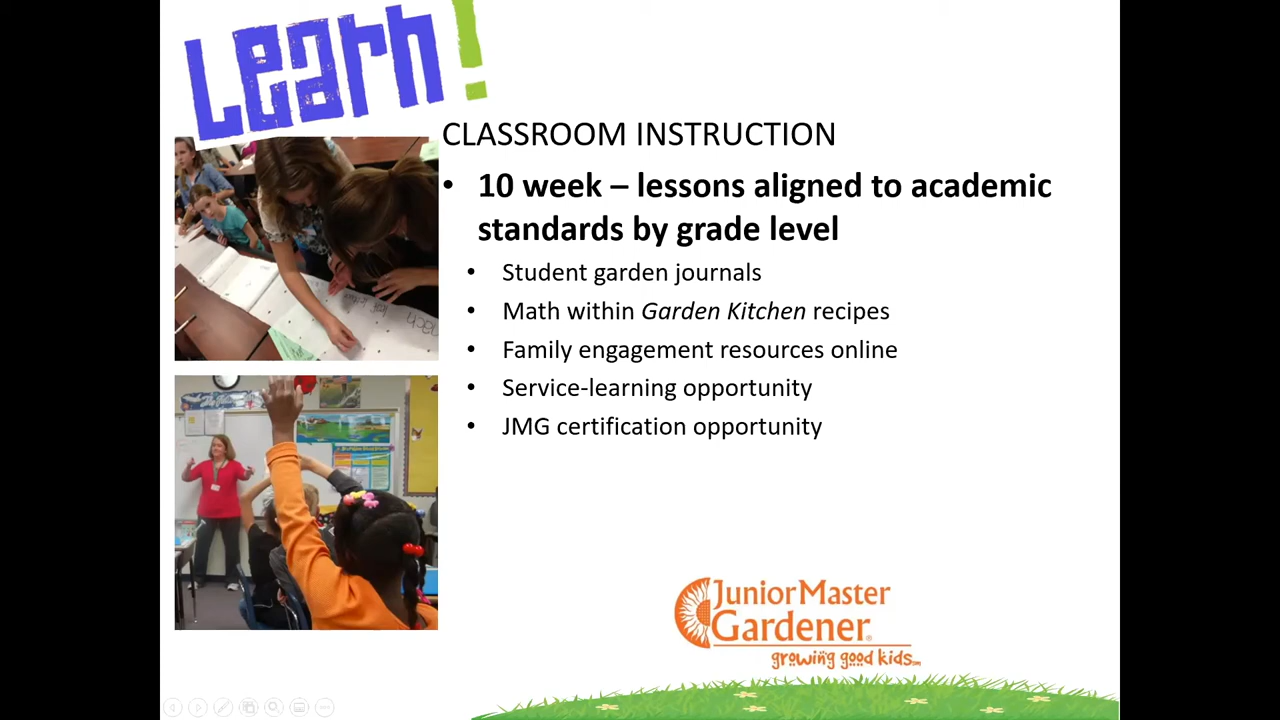 Learn!
CLASSROOM INSTRUCTION
• 10 week – lessons aligned to academic
standards by grade level
• Student garden journals
• Math within Garden Kitchen recipes
• Family engagement resources online
• Service-learning opportunity
• JMG certification opportunity
Junior Master
Gardener®
growing good kids